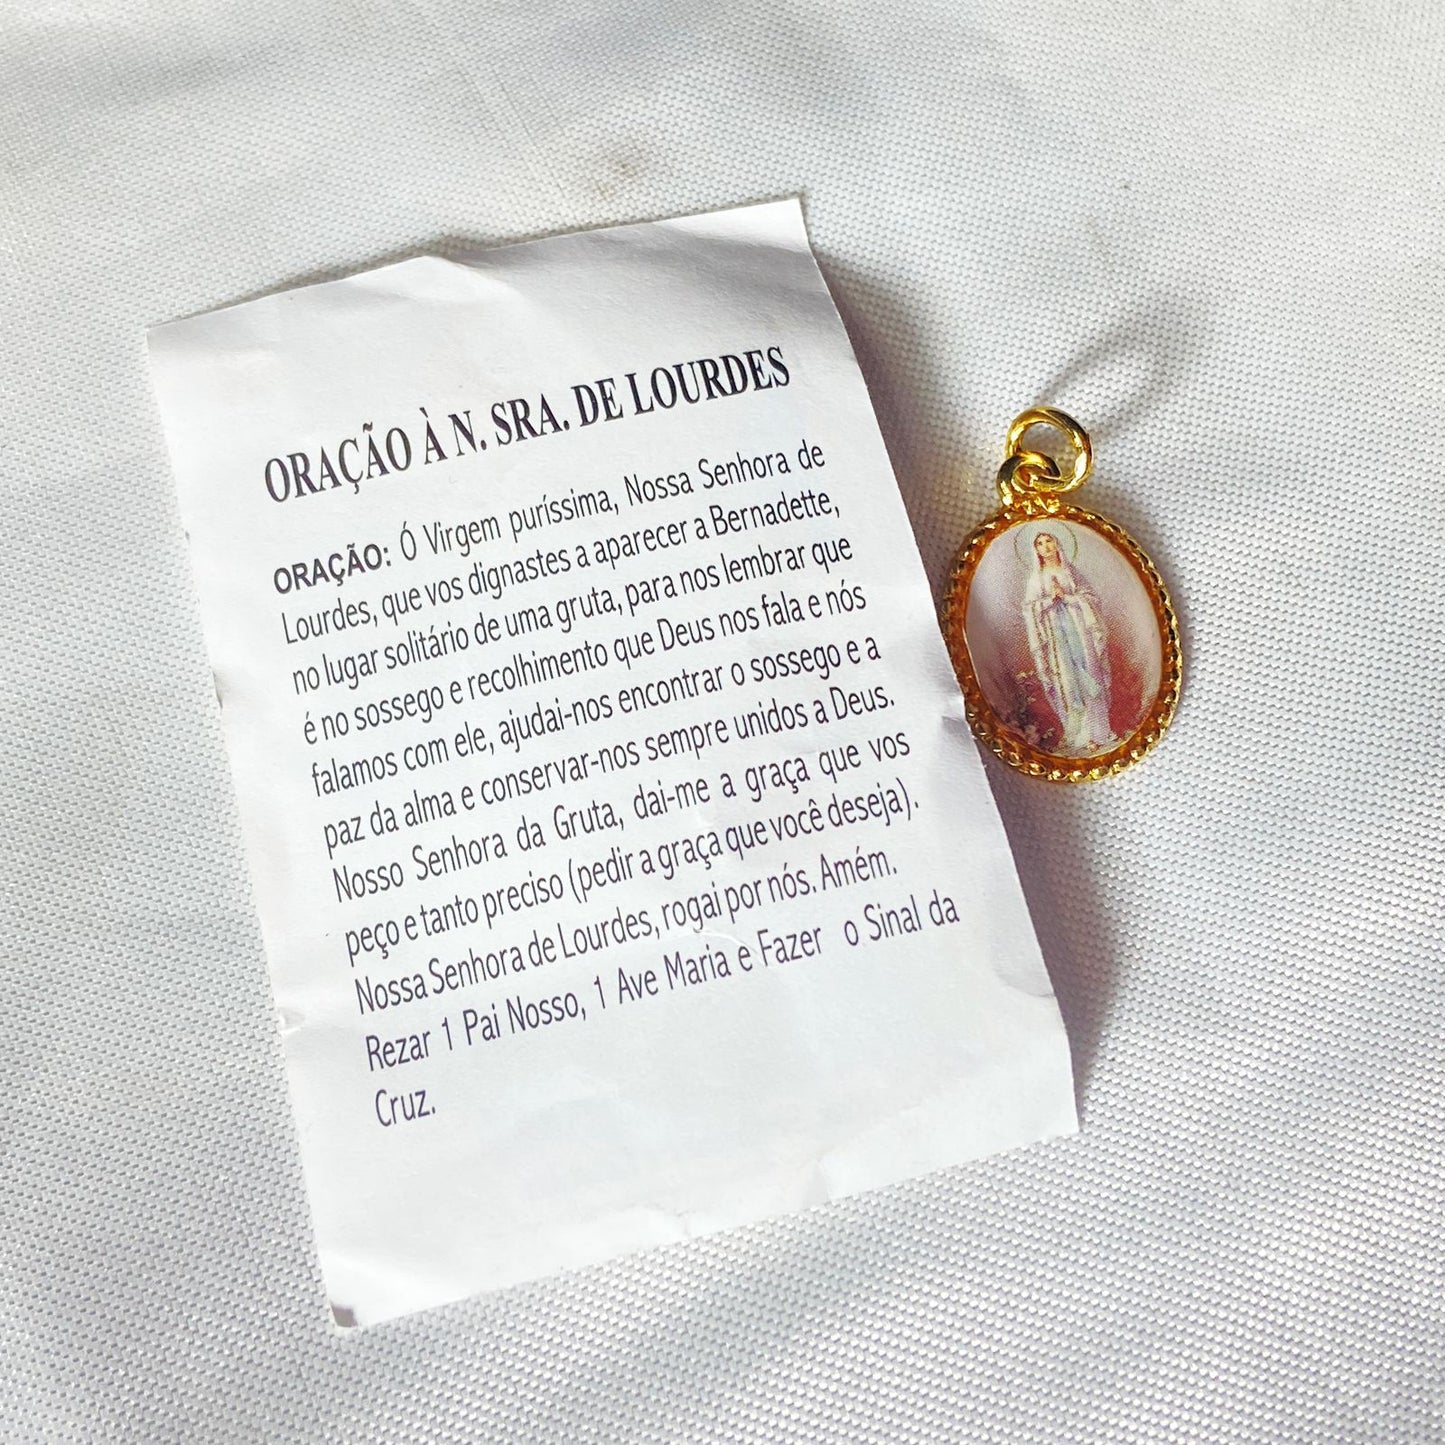 ORAÇÃO À N. SRA. DE LOURDES
ORAÇÃO: Ó Virgem puríssima, Nossa Senhora de
Lourdes, que vos dignastes a aparecer a Bernadette,
no lugar solitário de uma gruta, para nos lembrar que
é no sossego e recolhimento que Deus nos fala e nós
falamos com ele, ajudai-nos encontrar o sossego e a
paz da alma e conservar-nos sempre unidos a Deus.
Nosso Senhora da Gruta, dai-me a graça que vos
peço e tanto preciso (pedir a graça que você deseja).
Nossa Senhora de Lourdes, rogai por nós. Amém.
Rezar 1 Pai Nosso, 1 Ave Maria e Fazer o Sinal da
Cruz.